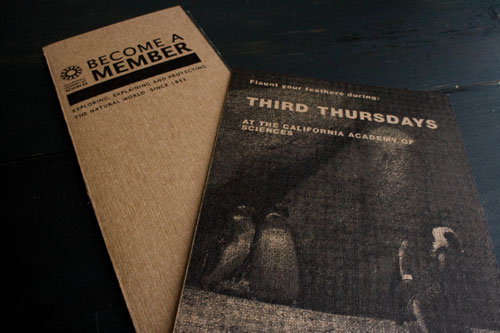 BECOME A
MEMBER
EXPLORING, EXPLAINING AND PROTECTING
THE NATURAL WORLD SINCE 1853
Flaunt your feathers during:
THIRD THURSDAYS
AT THE CALIFORNIA ACADEMY OF
SCIENCES